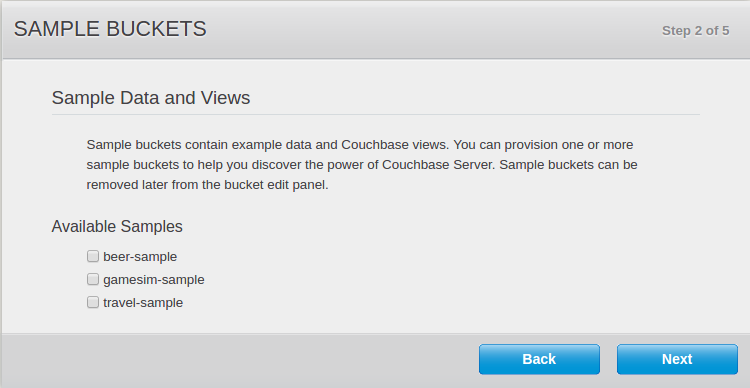 SAMPLE BUCKETS
Step 2 of 5
Sample Data and Views
Sample buckets contain example data and Couchbase views. You can provision one or more
sample buckets to help you discover the power of Couchbase Server. Sample buckets can be
removed later from the bucket edit panel.
Available Samples
beer-sample
gamesim-sample
travel-sample
Back
Next